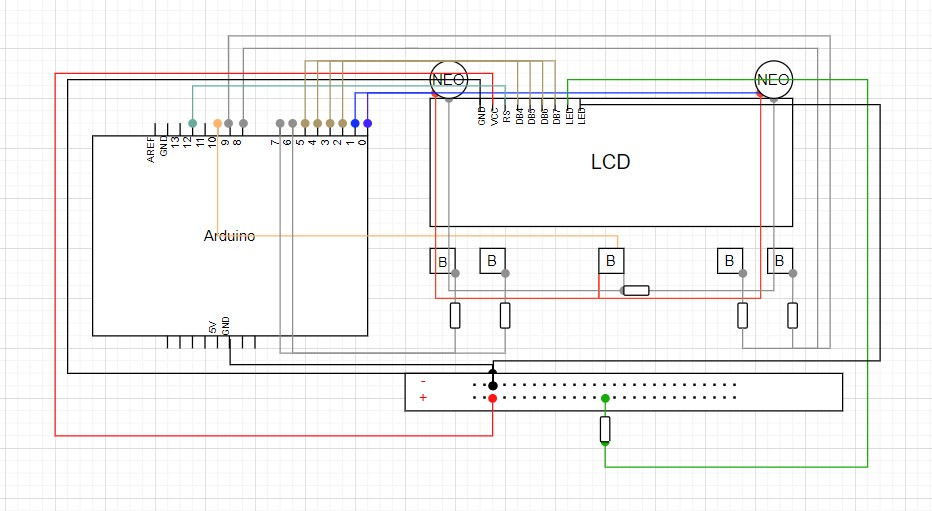 NEO
NEO
GND
VCC
RS
DB4
DB5
DB6
DB7
LED
LED
AREF
GND
13
12
11
10
9
8
7
6
5
4
3
2
1
0
LCD
Arduino
B
B
B
B
B
5V
GND
-
+